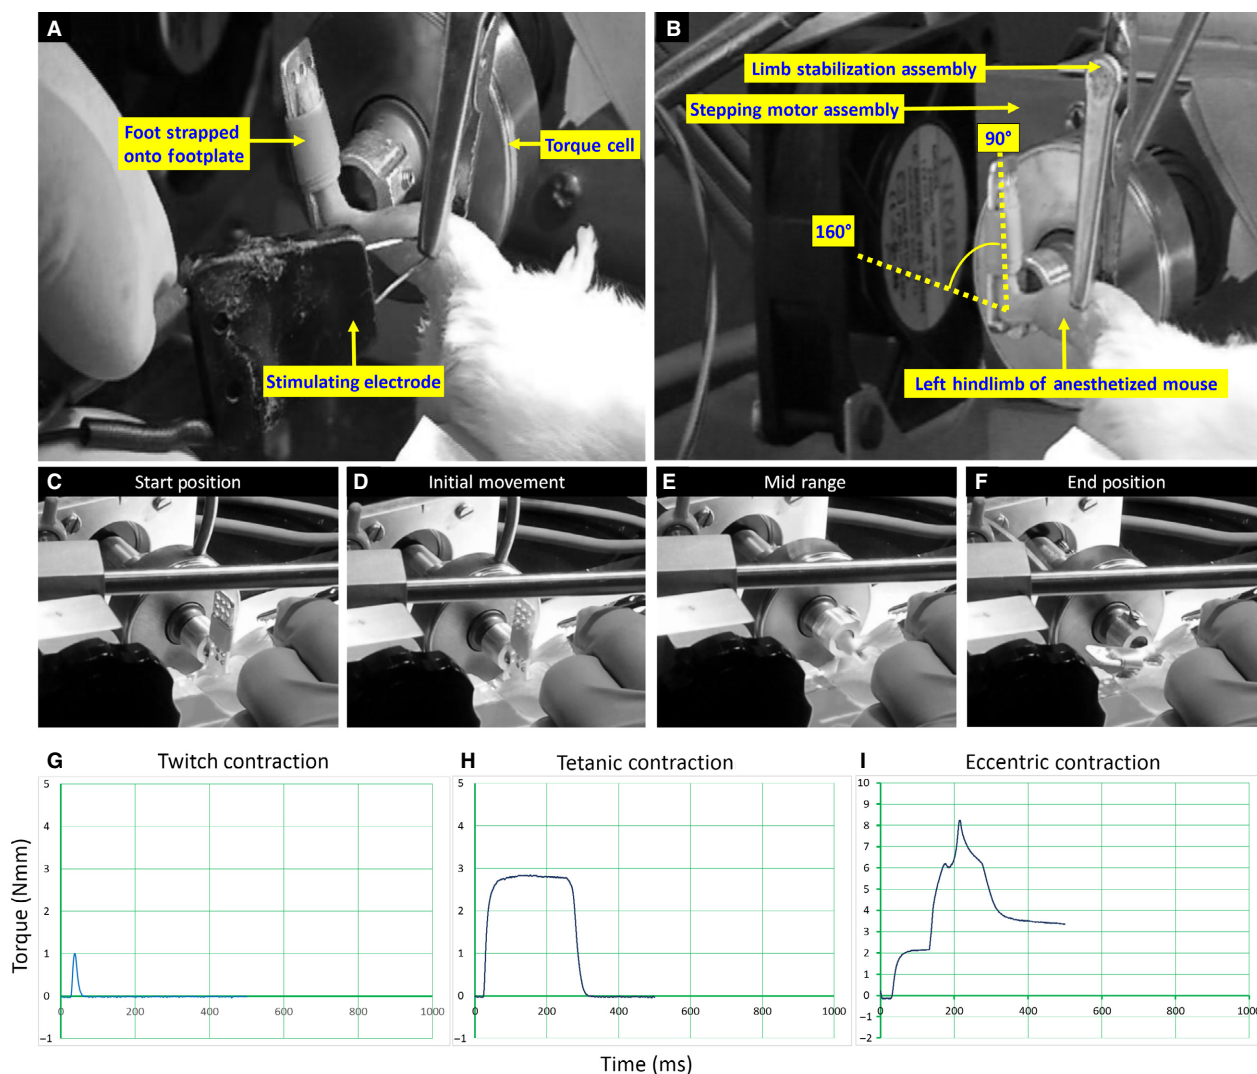 A
Foot strapped
onto footplate
Torque cell
Stimulating electrode
B
Limb stabilization assembly
Stepping motor assembly
90°
160°
Left hindlimb of anesthetized mouse
C
Start position
D
Initial movement
E
Mid range
F
End position
G
Twitch contraction
5
4
3
2
1
0
–1
0
200
400
600
800
1000
H
Tetanic contraction
5
4
3
2
1
0
–1
0
200
400
600
800
1000
I
Eccentric contraction
10
9
8
7
6
5
4
3
2
1
0
–1
–2
0
200
400
600
800
1000
Torque (Nmm)
Time (ms)